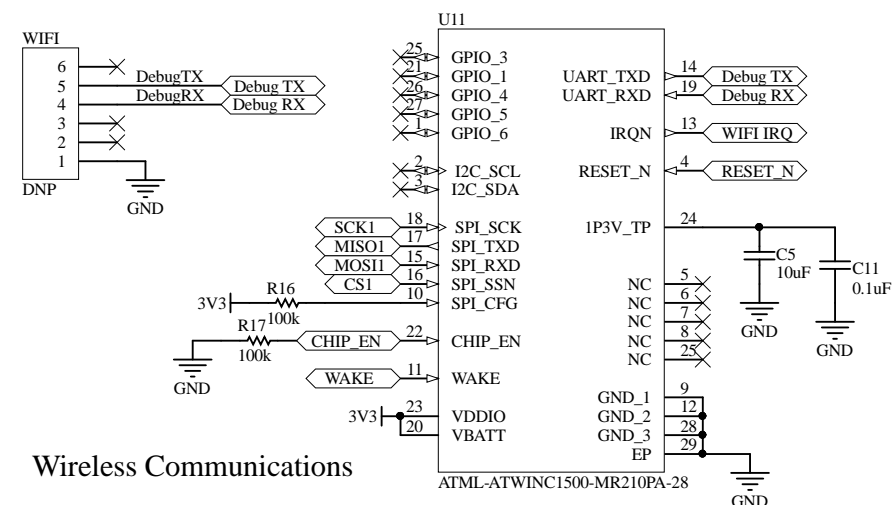 U11
WIFI
6
5 DebugTX Debug TX
4 DebugRX Debug RX
3
2
1
DNP
GND
25 GPIO_3
21 GPIO_1
26 GPIO_4
27 GPIO_5
1 GPIO_6
2 I2C_SCL
3 I2C_SDA
SCK1 18 SPI_SCK
MISO1 17 SPI_TXD
MOSI1 15 SPI_RXD
CS1 16 SPI_SSN
3V3 R16 100k 10 SPI_CFG
GND R17 100k CHIP_EN 22 CHIP_EN
WAKE 11 WAKE
3V3 23 VDDIO
20 VBATT
UART_TXD 14 Debug TX
UART_RXD 19 Debug RX
IRQN 13 WIFI IRQ
RESET_N 4 RESET_N
1P3V_TP 24
C5
10uF
GND
C11
0.1uF
GND
NC 5
NC 6
NC 7
NC 8
NC 25
GND_1 9
GND_2 12
GND_3 28
EP 29
GND
ATML-ATWINC1500-MR210PA-28
Wireless Communications